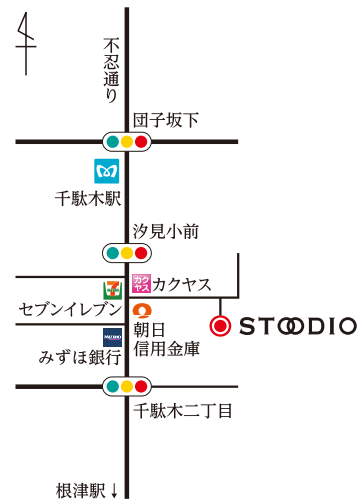 不忍通り
団子坂下
千駄木駅
汐見小前
カクヤス
カクヤス
7
セブンイレブン
朝日
信用金庫
STOODIO
MIZUHO
みずほ銀行
千駄木二丁目
根津駅↓